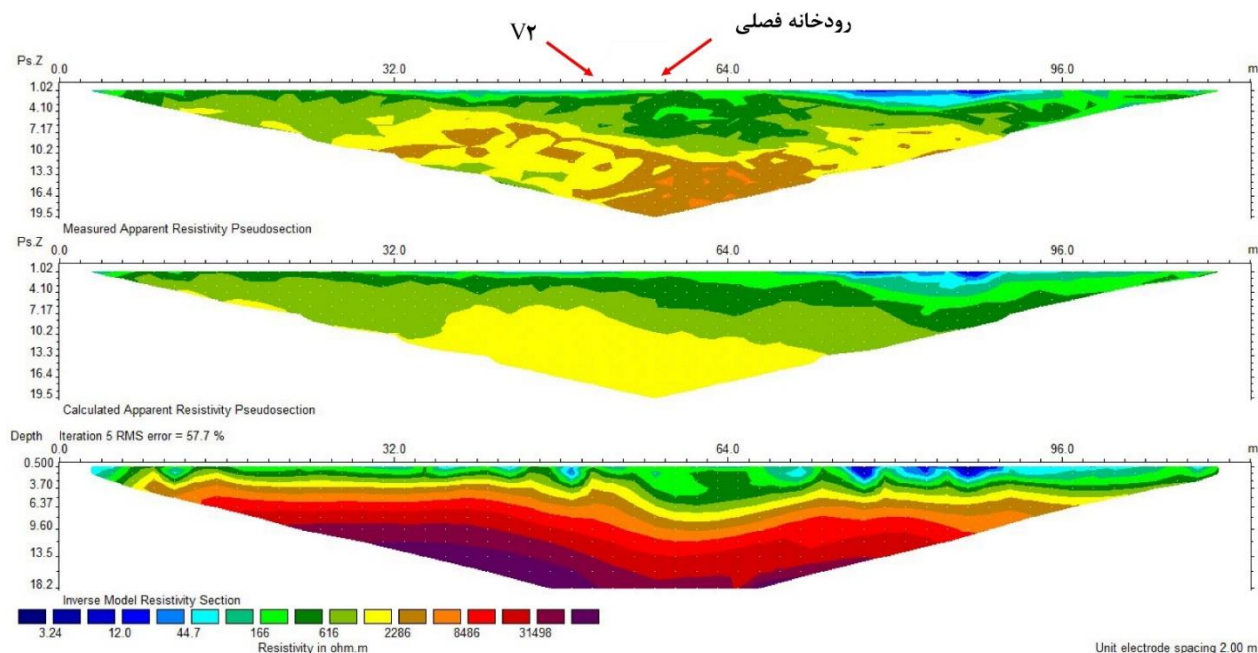 V۲
رودخانه فصلی
Ps.Z 0.0 32.0 64.0 96.0 m
1.02
4.10
7.17
10.2
13.3
16.4
19.5
Measured Apparent Resistivity Pseudosection
Ps.Z 0.0 32.0 64.0 96.0 m
1.02
4.10
7.17
10.2
13.3
16.4
19.5
Calculated Apparent Resistivity Pseudosection
Depth Iteration 5 RMS error = 57.7 %
0.0 32.0 64.0 96.0 m
0.500
3.70
6.37
9.60
13.5
18.2
Inverse Model Resistivity Section
3.24 12.0 44.7 166 616 2286 8486 31498
Resistivity in ohm.m
Unit electrode spacing 2.00 m